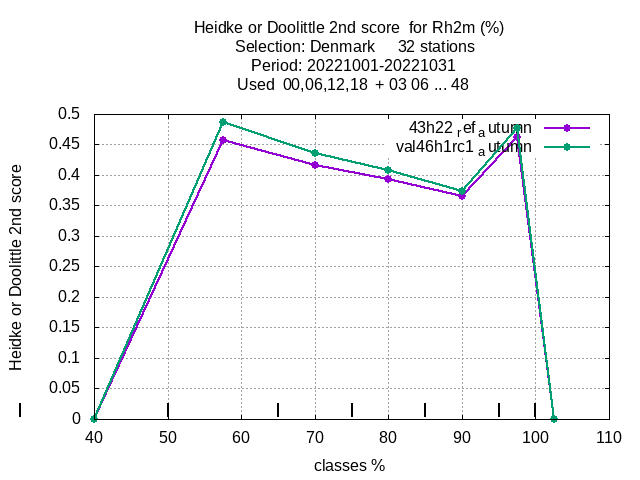 Heidke or Doolittle 2nd score for Rh2m (%)
Selection: Denmark 32 stations
Period: 20221001-20221031
Used 00,06,12,18 + 03 06 ... 48
43h22 ref autumn
val46h1rc1 autumn
Heidke or Doolittle 2nd score
0.5
0.45
0.4
0.35
0.3
0.25
0.2
0.15
0.1
0.05
0
40 50 60 70 80 90 100 110
classes %